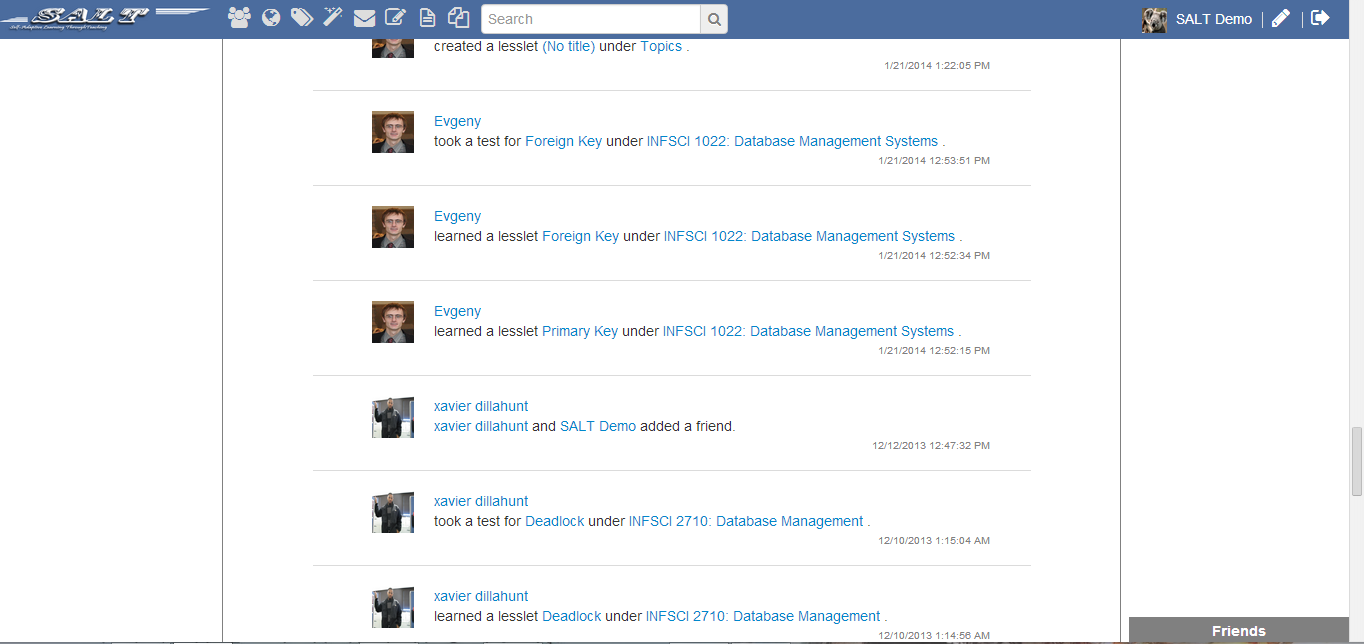 SALT
Self-Adaptive Learning Through Teaching
Search
SALT Demo
created a lesslet (No title) under Topics .
1/21/2014 1:22:05 PM
Evgeny
took a test for Foreign Key under INFSCI 1022: Database Management Systems .
1/21/2014 12:53:51 PM
Evgeny
learned a lesslet Foreign Key under INFSCI 1022: Database Management Systems .
1/21/2014 12:52:34 PM
Evgeny
learned a lesslet Primary Key under INFSCI 1022: Database Management Systems .
1/21/2014 12:52:15 PM
xavier dillahunt
xavier dillahunt and SALT Demo added a friend.
12/12/2013 12:47:32 PM
xavier dillahunt
took a test for Deadlock under INFSCI 2710: Database Management .
12/10/2013 1:15:04 AM
xavier dillahunt
learned a lesslet Deadlock under INFSCI 2710: Database Management .
12/10/2013 1:14:56 AM
Friends